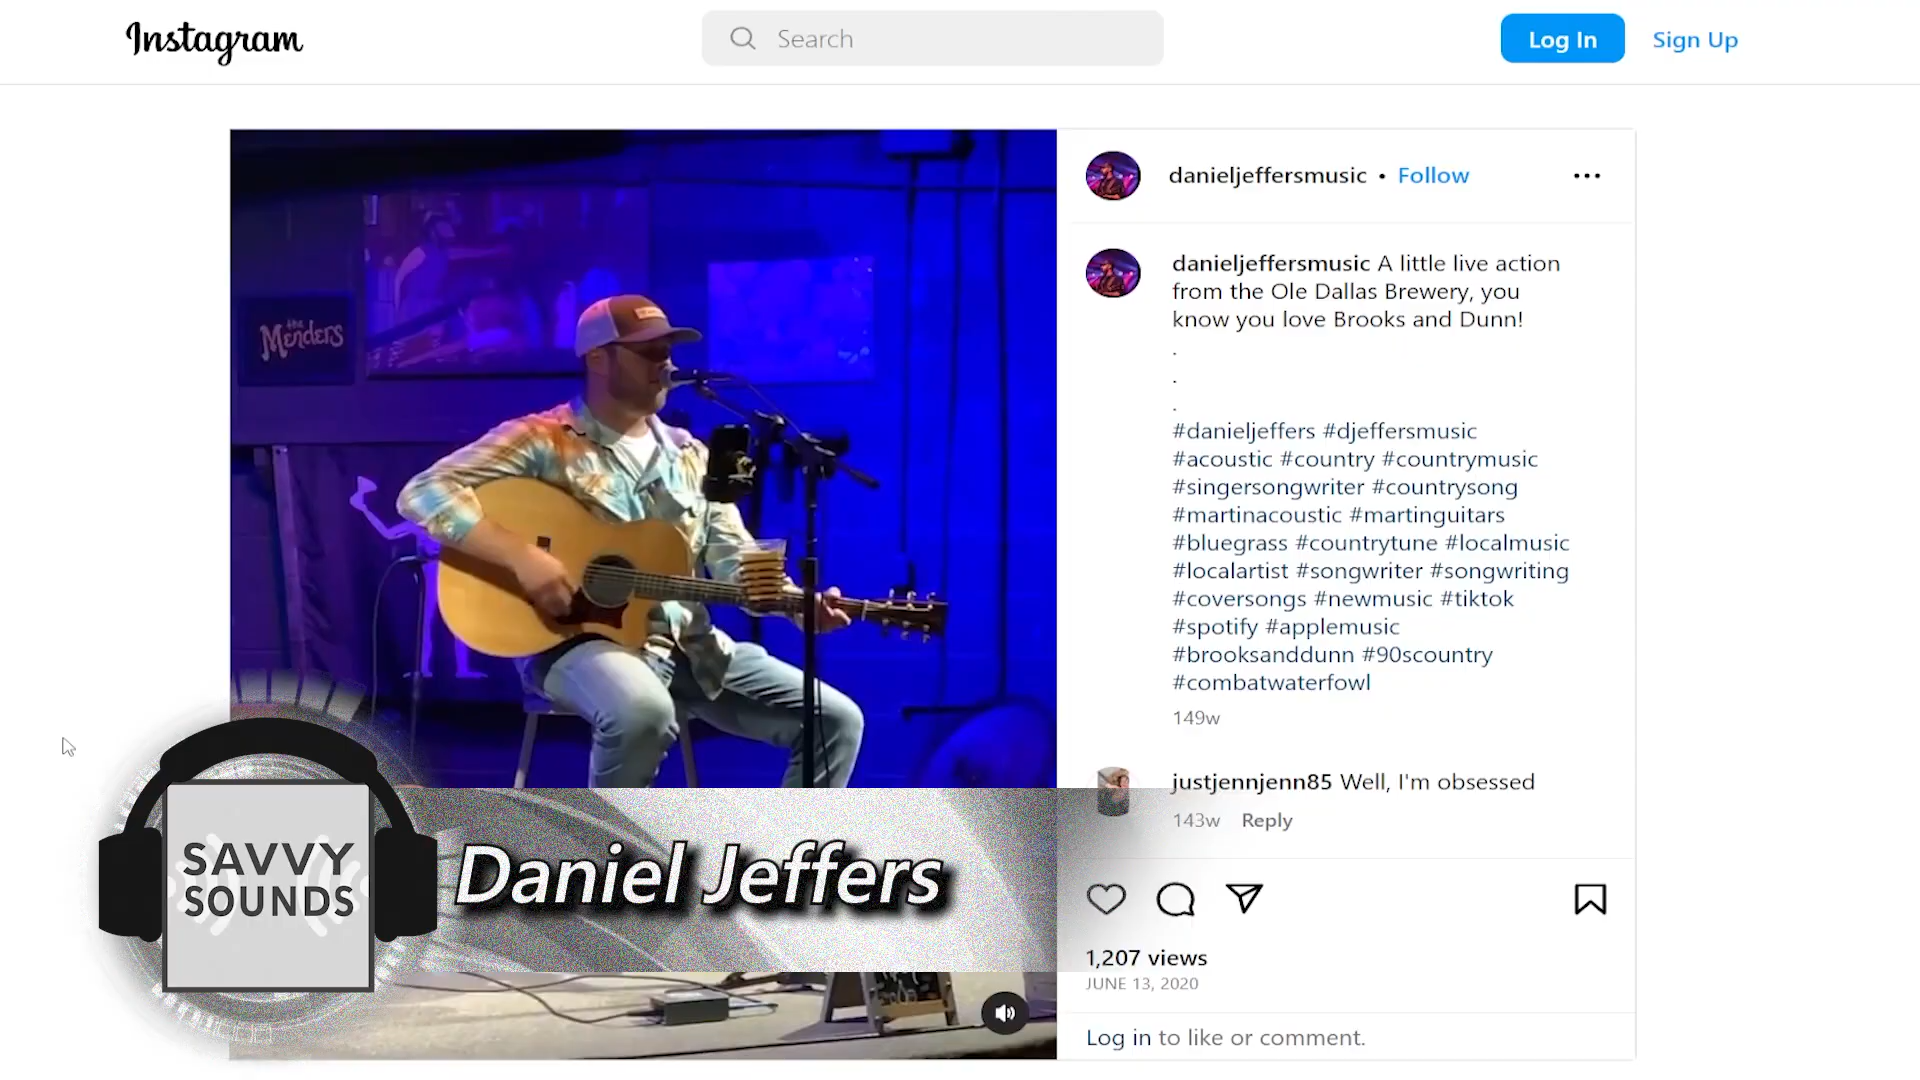 Instagram
Search
Log In
Sign Up
danieljeffersmusic • Follow
danieljeffersmusic A little live action
from the Ole Dallas Brewery, you
know you love Brooks and Dunn!
.
.
.
#danieljeffers #djeffersmusic
#acoustic #country #countrymusic
#singersongwriter #countrysong
#martinacoustic #martinguitars
#bluegrass #countrytune #localmusic
#localartist #songwriter #songwriting
#coversongs #newmusic #tiktok
#spotify #applemusic
#brooksanddunn #90scountry
#combatwaterfowl
149w
justjennjenn85 Well, I'm obsessed
143w Reply
1,207 views
JUNE 13, 2020
Log in to like or comment.
the
Menders
SAVVY
SOUNDS
Daniel Jeffers